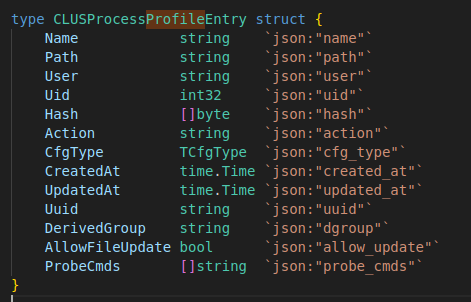 type CLUSProcessProfileEntry struct {
    Name            string    `json:"name"`
    Path            string    `json:"path"`
    User            string    `json:"user"`
    Uid             int32     `json:"uid"`
    Hash            []byte    `json:"hash"`
    Action          string    `json:"action"`
    CfgType         TCfgType  `json:"cfg_type"`
    CreatedAt       time.Time `json:"created_at"`
    UpdatedAt       time.Time `json:"updated_at"`
    Uuid            string    `json:"uuid"`
    DerivedGroup    string    `json:"dgroup"`
    AllowFileUpdate bool      `json:"allow_update"`
    ProbeCmds       []string  `json:"probe_cmds"`
}